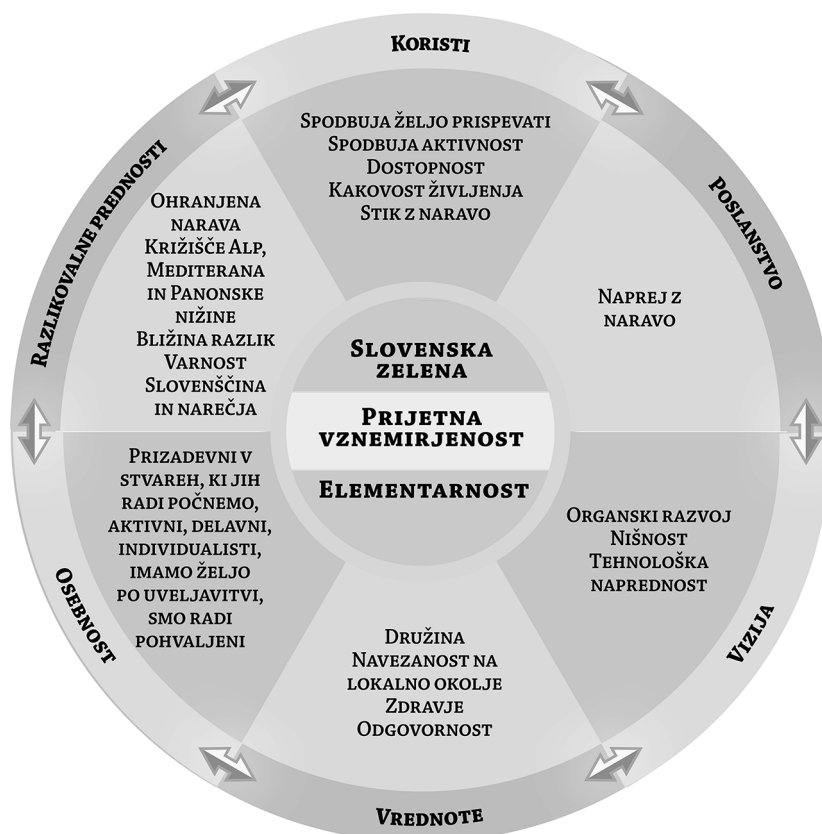 Koristi
Spodbuja željo prispevati
Spodbuja aktivnost
Dostopnost
Kakovost življenja
Stik z naravo
Poslanstvo
Naprej z
naravo
Vizija
Organski razvoj
Nišnost
Tehnološka
naprednost
Vrednote
Družina
Navezanost na
lokalno okolje
Zdravje
Odgovornost
Osebnost
Prizadevni v
stvareh, ki jih
radi počnemo,
aktivni, delavni,
individualisti,
imamo željo
po uveljavitvi,
smo radi
pohvaljeni
Razlikovalne prednosti
Ohranjena
narava
Križišče Alp,
Mediterana
in Panonske
nižine
Bližina razlik
Varnost
Slovenščina
in narečja
Slovenska
zelena
Prijetna
vznemirjenost
Elementarnost